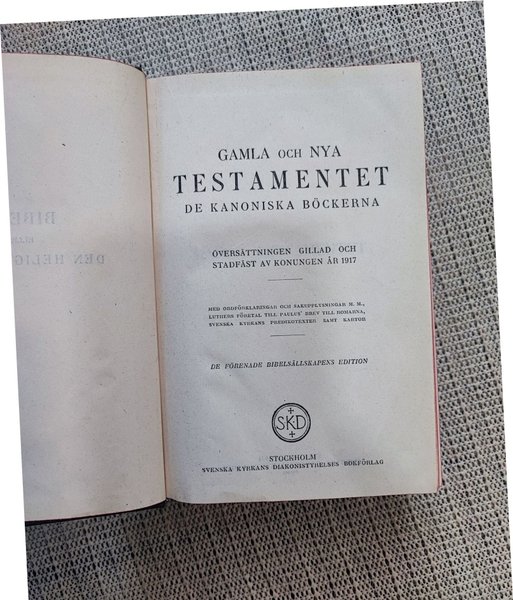 GAMLA OCH NYA
TESTAMENTET
DE KANONISKA BÖCKERNA
ÖVERSÄTTNINGEN GILLAD OCH
STADFÄST AV KONUNGEN ÅR 1917
MED ORDFÖRKLARINGAR OCH SAKUPPLYSNINGAR M. M.,
LUTHERS FÖRETAL TILL PAULUS' BREV TILL ROMARNA,
SVENSKA KYRKANS PREDIKOTEXTER SAMT KARTOR
DE FÖRENADE BIBELSÄLLSKAPENS EDITION
SKD
STOCKHOLM
SVENSKA KYRKANS DIAKONISTYRELSES BOKFÖRLAG